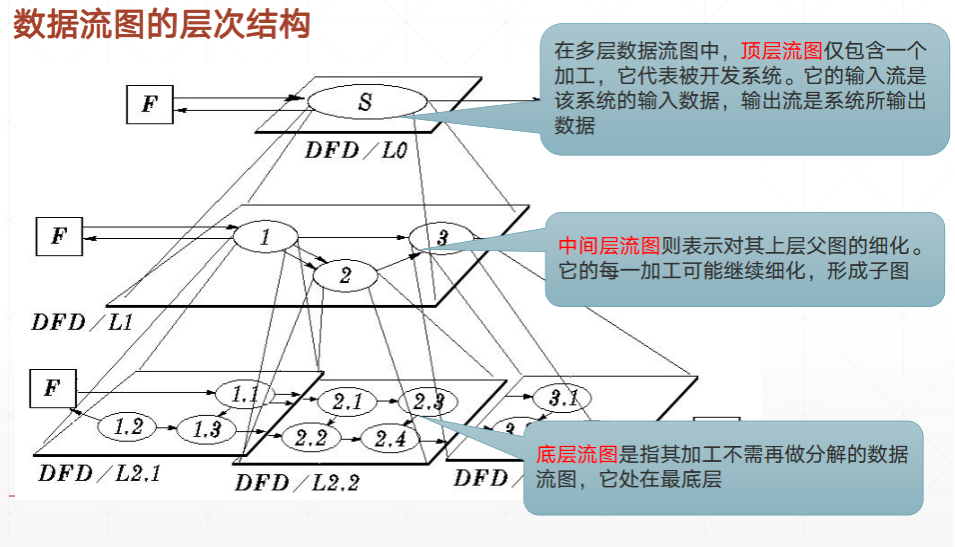 数据流图的层次结构
在多层数据流图中，顶层流图仅包含一个
加工，它代表被开发系统。它的输入流是
该系统的输入数据，输出流是系统所输出
数据
F
S
DFD/L0
F
1
3
2
中间层流图则表示对其上层父图的细化。
它的每一加工可能继续细化，形成子图
DFD/L1
F
1.1
2.1
2.3
3.1
1.2
1.3
2.2
2.4
底层流图是指其加工不需再做分解的数据
流图，它处在最底层
DFD/L2.1
DFD/L2.2
DFD/